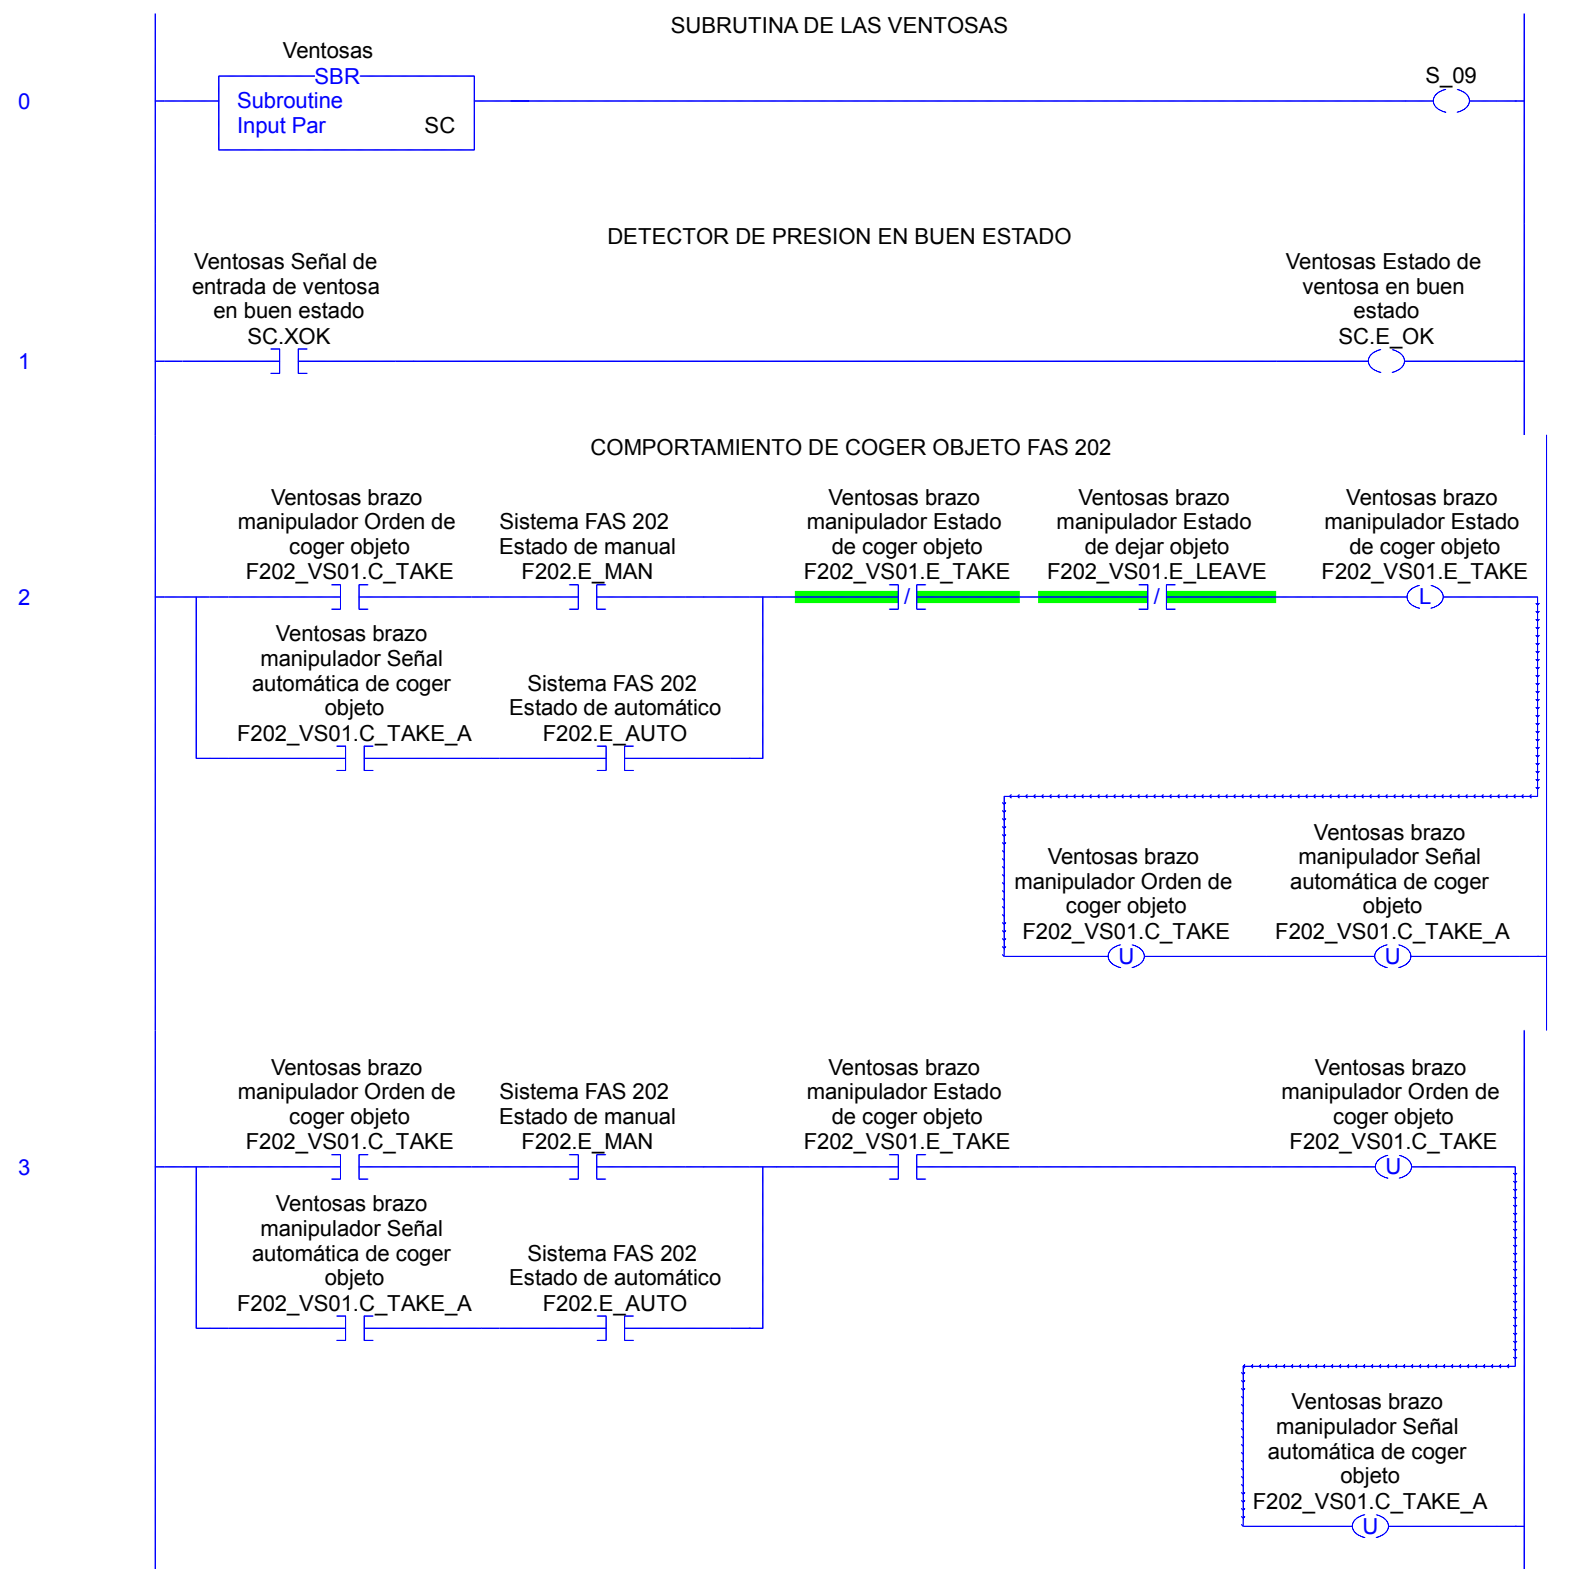 SUBRUTINA DE LAS VENTOSAS
Ventosas
SBR
Subroutine
Input Par SC
S_09
0
DETECTOR DE PRESION EN BUEN ESTADO
Ventosas Señal de
entrada de ventosa
en buen estado
SC.XOK
Ventosas Estado de
ventosa en buen
estado
SC.E_OK
1
COMPORTAMIENTO DE COGER OBJETO FAS 202
Ventosas brazo
manipulador Orden de
coger objeto
F202_VS01.C_TAKE
Sistema FAS 202
Estado de manual
F202.E_MAN
Ventosas brazo
manipulador Estado
de coger objeto
F202_VS01.E_TAKE
/
Ventosas brazo
manipulador Estado
de dejar objeto
F202_VS01.E_LEAVE
/
Ventosas brazo
manipulador Estado
de coger objeto
F202_VS01.E_TAKE
L
2
Ventosas brazo
manipulador Señal
automática de coger
objeto
F202_VS01.C_TAKE_A
Sistema FAS 202
Estado de automático
F202.E_AUTO
Ventosas brazo
manipulador Orden de
coger objeto
F202_VS01.C_TAKE
U
Ventosas brazo
manipulador Señal
automática de coger
objeto
F202_VS01.C_TAKE_A
U
Ventosas brazo
manipulador Orden de
coger objeto
F202_VS01.C_TAKE
Sistema FAS 202
Estado de manual
F202.E_MAN
Ventosas brazo
manipulador Estado
de coger objeto
F202_VS01.E_TAKE
Ventosas brazo
manipulador Orden de
coger objeto
F202_VS01.C_TAKE
U
3
Ventosas brazo
manipulador Señal
automática de coger
objeto
F202_VS01.C_TAKE_A
Sistema FAS 202
Estado de automático
F202.E_AUTO
Ventosas brazo
manipulador Señal
automática de coger
objeto
F202_VS01.C_TAKE_A
U